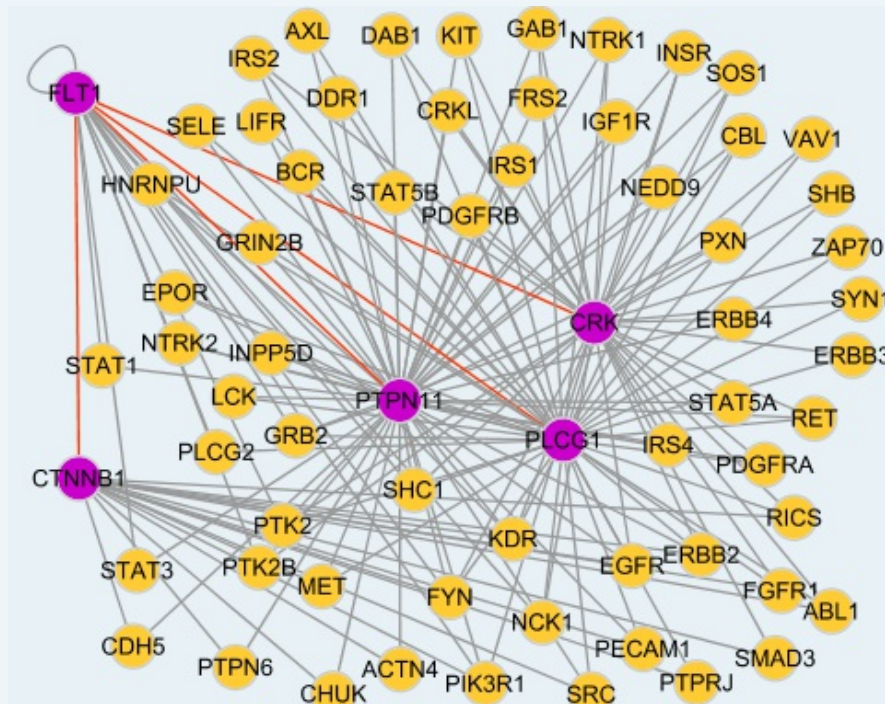 AXL
DAB1
KIT
GAB1
NTRK1
IRS2
INSR
SOS1
FLT1
DDR1
CRKL
FRS2
SELE
LIFR
IGF1R
CBL
VAV1
BCR
IRS1
HNRNPU
STAT5B
NEDD9
SHB
PDGFRB
GRIN2B
PXN
ZAP70
EPOR
SYN1
CRK
ERBB4
NTRK2
INPP5D
STAT1
ERBB3
LCK
PTPN11
STAT5A
RET
GRB2
PLCG1
PLCG2
IRS4
PDGFRA
CTNNB1
SHC1
RICS
PTK2
KDR
STAT3
PTK2B
MET
EGFR
ERBB2
FYN
FGFR1
ABL1
NCK1
CDH5
PECAM1
SMAD3
PTPN6
ACTN4
CHUK
PIK3R1
SRC
PTPRJ